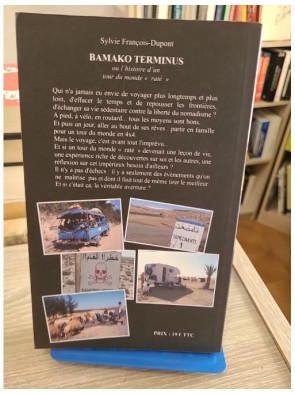 Sylvie François-Dupont
BAMAKO TERMINUS
ou l'histoire d'un
tour du monde « raté »
Qui n'a jamais eu envie de voyager plus longtemps et plus
loin, d'effacer le temps et de repousser les frontières,
d'échanger sa vie sédentaire contre la liberté du nomadisme ?
A pied, à vélo, en routard... tous les moyens sont bons.
Et puis un jour, aller au bout de ses rêves : partir en famille
pour un tour du monde en 4x4.
Mais le voyage, c'est avant tout l'imprévu...
Et si un tour du monde « raté » devenait une leçon de vie,
une expérience riche de découvertes sur soi et les autres, une
réflexion sur cet impérieux besoin d'ailleurs ?
Il n'y a pas d'échecs : il y a seulement des événements qu'on
ne maîtrise pas et dont il faut tout de même tirer le meilleur
Et si c'était ça, la véritable aventure ?
1
PRIX : 19 € TTC